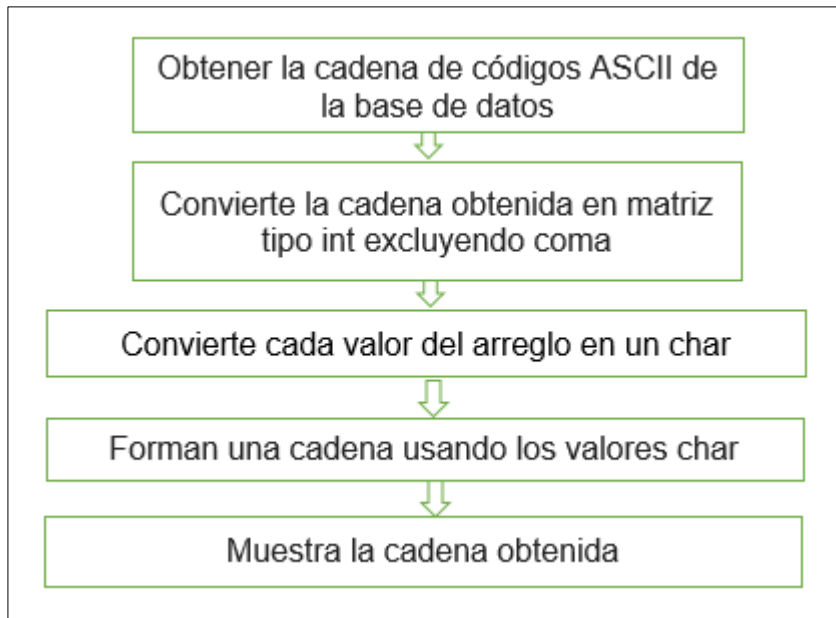 Obtener la cadena de códigos ASCII de
la base de datos
Convierte la cadena obtenida en matriz
tipo int excluyendo coma
Convierte cada valor del arreglo en un char
Forman una cadena usando los valores char
Muestra la cadena obtenida